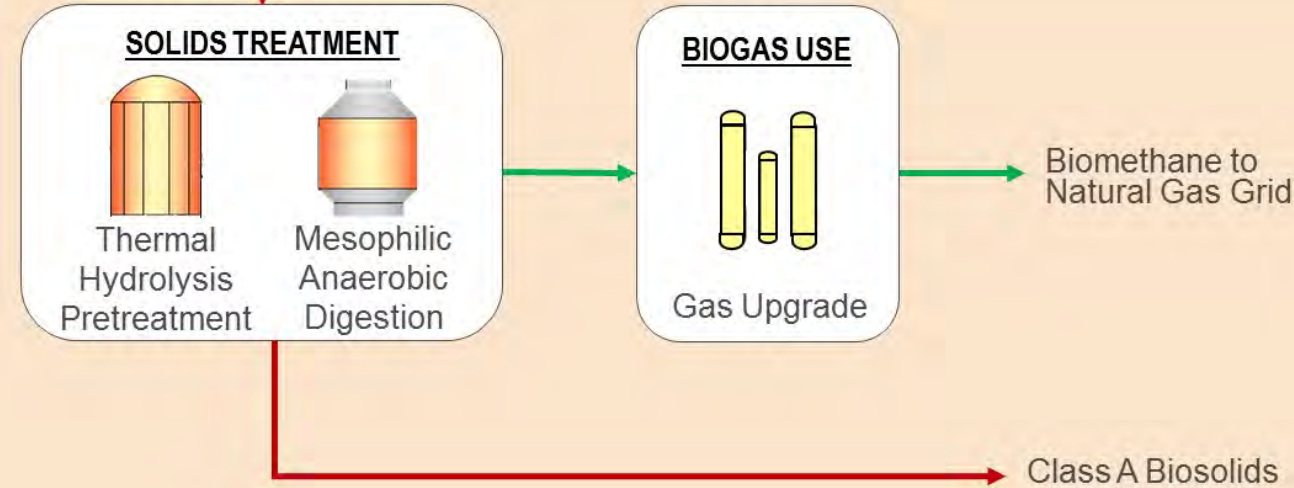 SOLIDS TREATMENT
Thermal
Hydrolysis
Pretreatment
Mesophilic
Anaerobic
Digestion
BIOGAS USE
Gas Upgrade
Biomethane to
Natural Gas Grid
Class A Biosolids